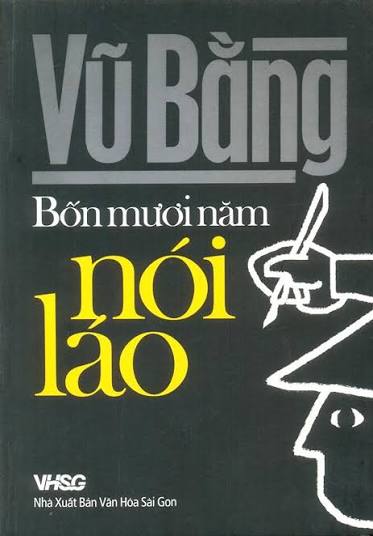 Vũ Bằng
Bốn mươi năm
nói
láo
VHSG
Nhà Xuất Bản Văn Hóa Sài Gòn